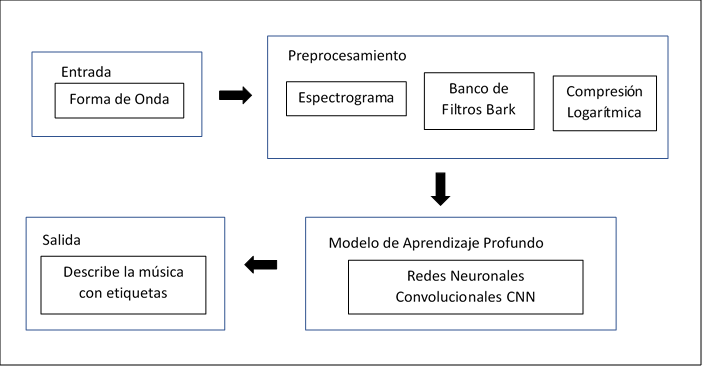 Entrada
Forma de Onda
Preprocesamiento
Espectrograma
Banco de
Filtros Bark
Compresión
Logarítmica
Modelo de Aprendizaje Profundo
Redes Neuronales
Convolucionales CNN
Salida
Describe la música
con etiquetas